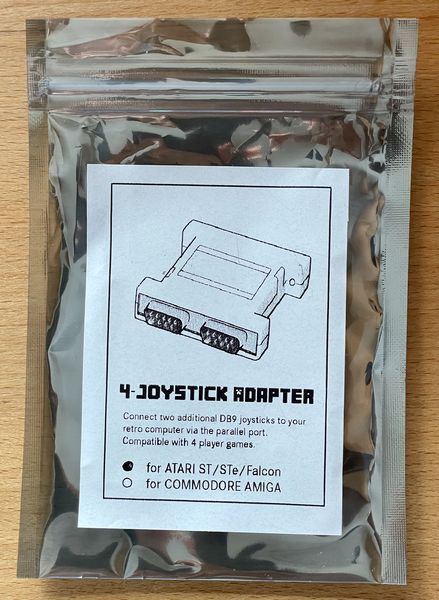 4-JOYSTICK ADAPTER
Connect two additional DB9 joysticks to your
retro computer via the parallel port.
Compatible with 4 player games.
● for ATARI ST/STe/Falcon
○ for COMMODORE AMIGA